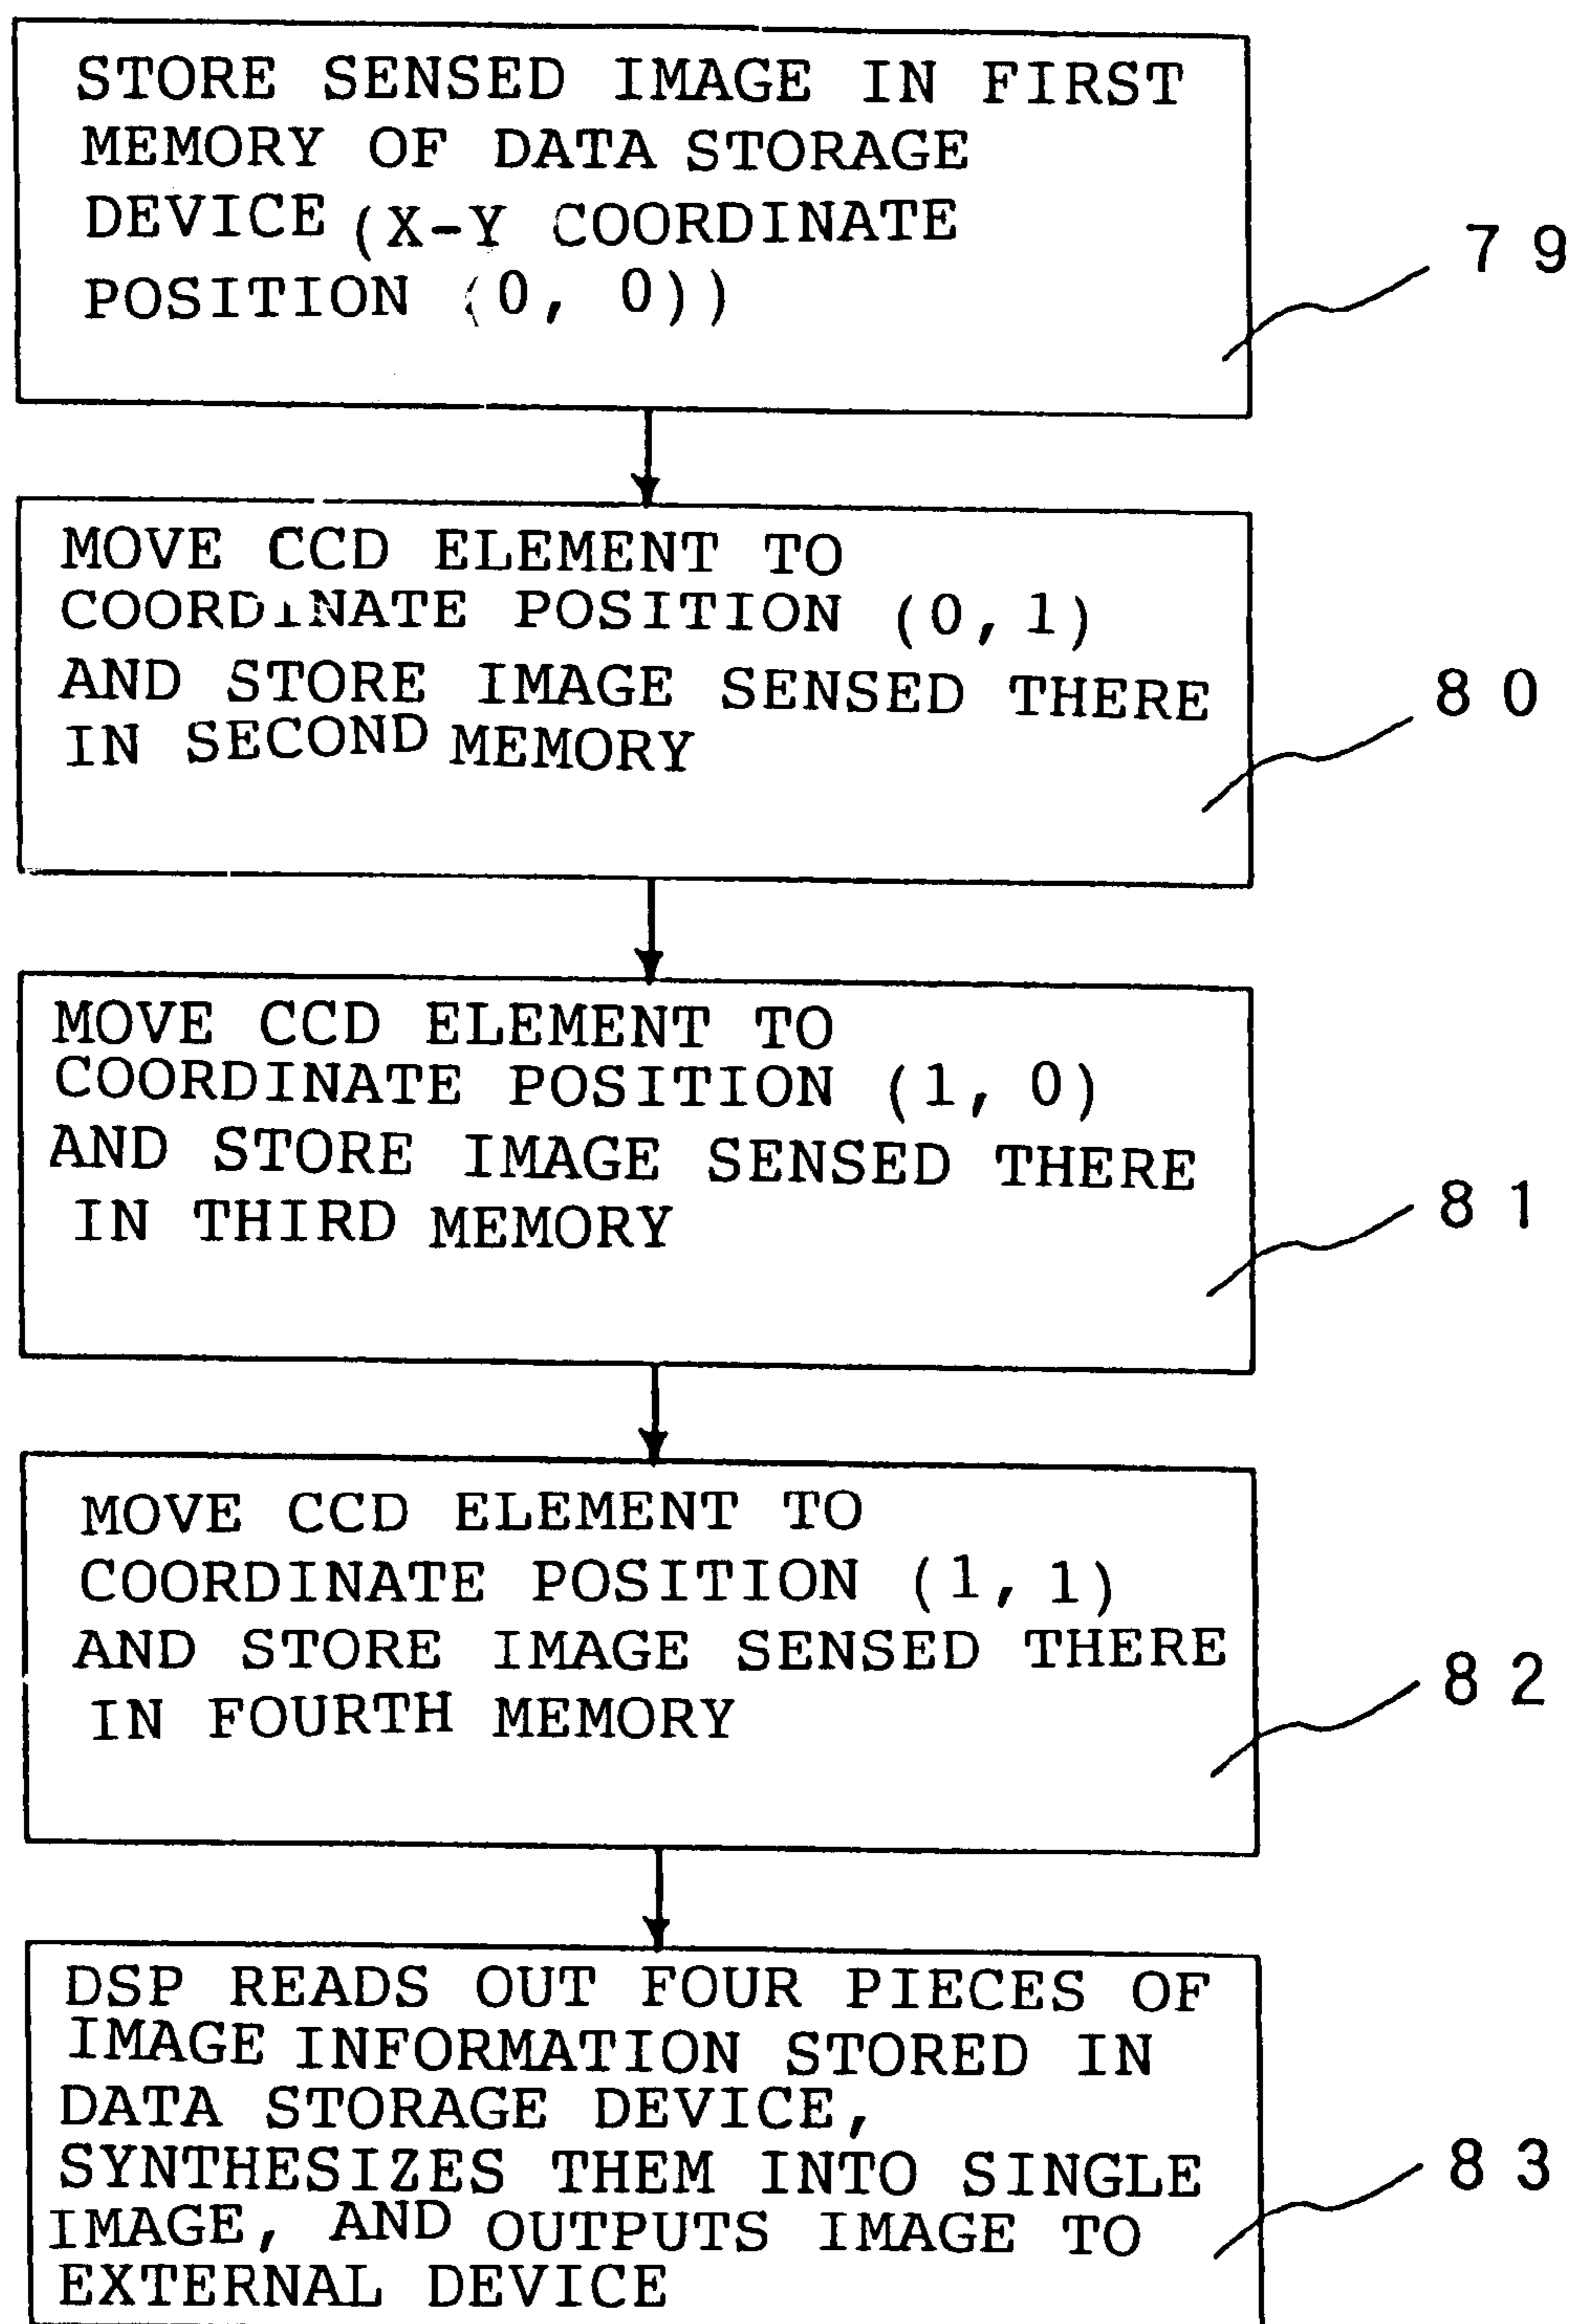 STORE SENSED IMAGE IN FIRST
MEMORY OF DATA STORAGE
DEVICE (X-Y COORDINATE
POSITION (0, 0))
79
MOVE CCD ELEMENT TO
COORDINATE POSITION (0,1)
AND STORE IMAGE SENSED THERE
IN SECOND MEMORY
80
MOVE CCD ELEMENT TO
COORDINATE POSITION (1, 0)
AND STORE IMAGE SENSED THERE
IN THIRD MEMORY
81
MOVE CCD ELEMENT TO
COORDINATE POSITION (1, 1)
AND STORE IMAGE SENSED THERE
IN FOURTH MEMORY
82
DSP READS OUT FOUR PIECES OF
IMAGE INFORMATION STORED IN
DATA STORAGE DEVICE,
SYNTHESIZES THEM INTO SINGLE
IMAGE, AND OUTPUTS IMAGE TO
EXTERNAL DEVICE
83